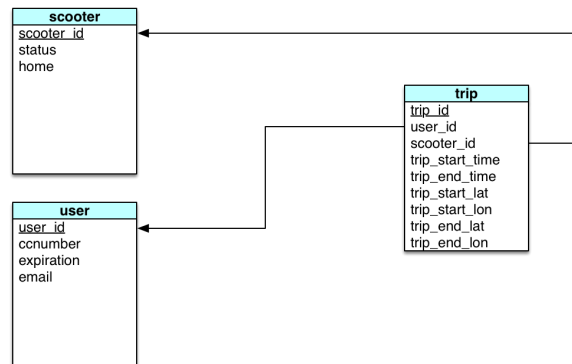 scooter
scooter_id
status
home
trip
trip_id
user_id
scooter_id
trip_start_time
trip_end_time
trip_start_lat
trip_start_lon
trip_end_lat
trip_end_lon
user
user_id
ccnumber
expiration
email